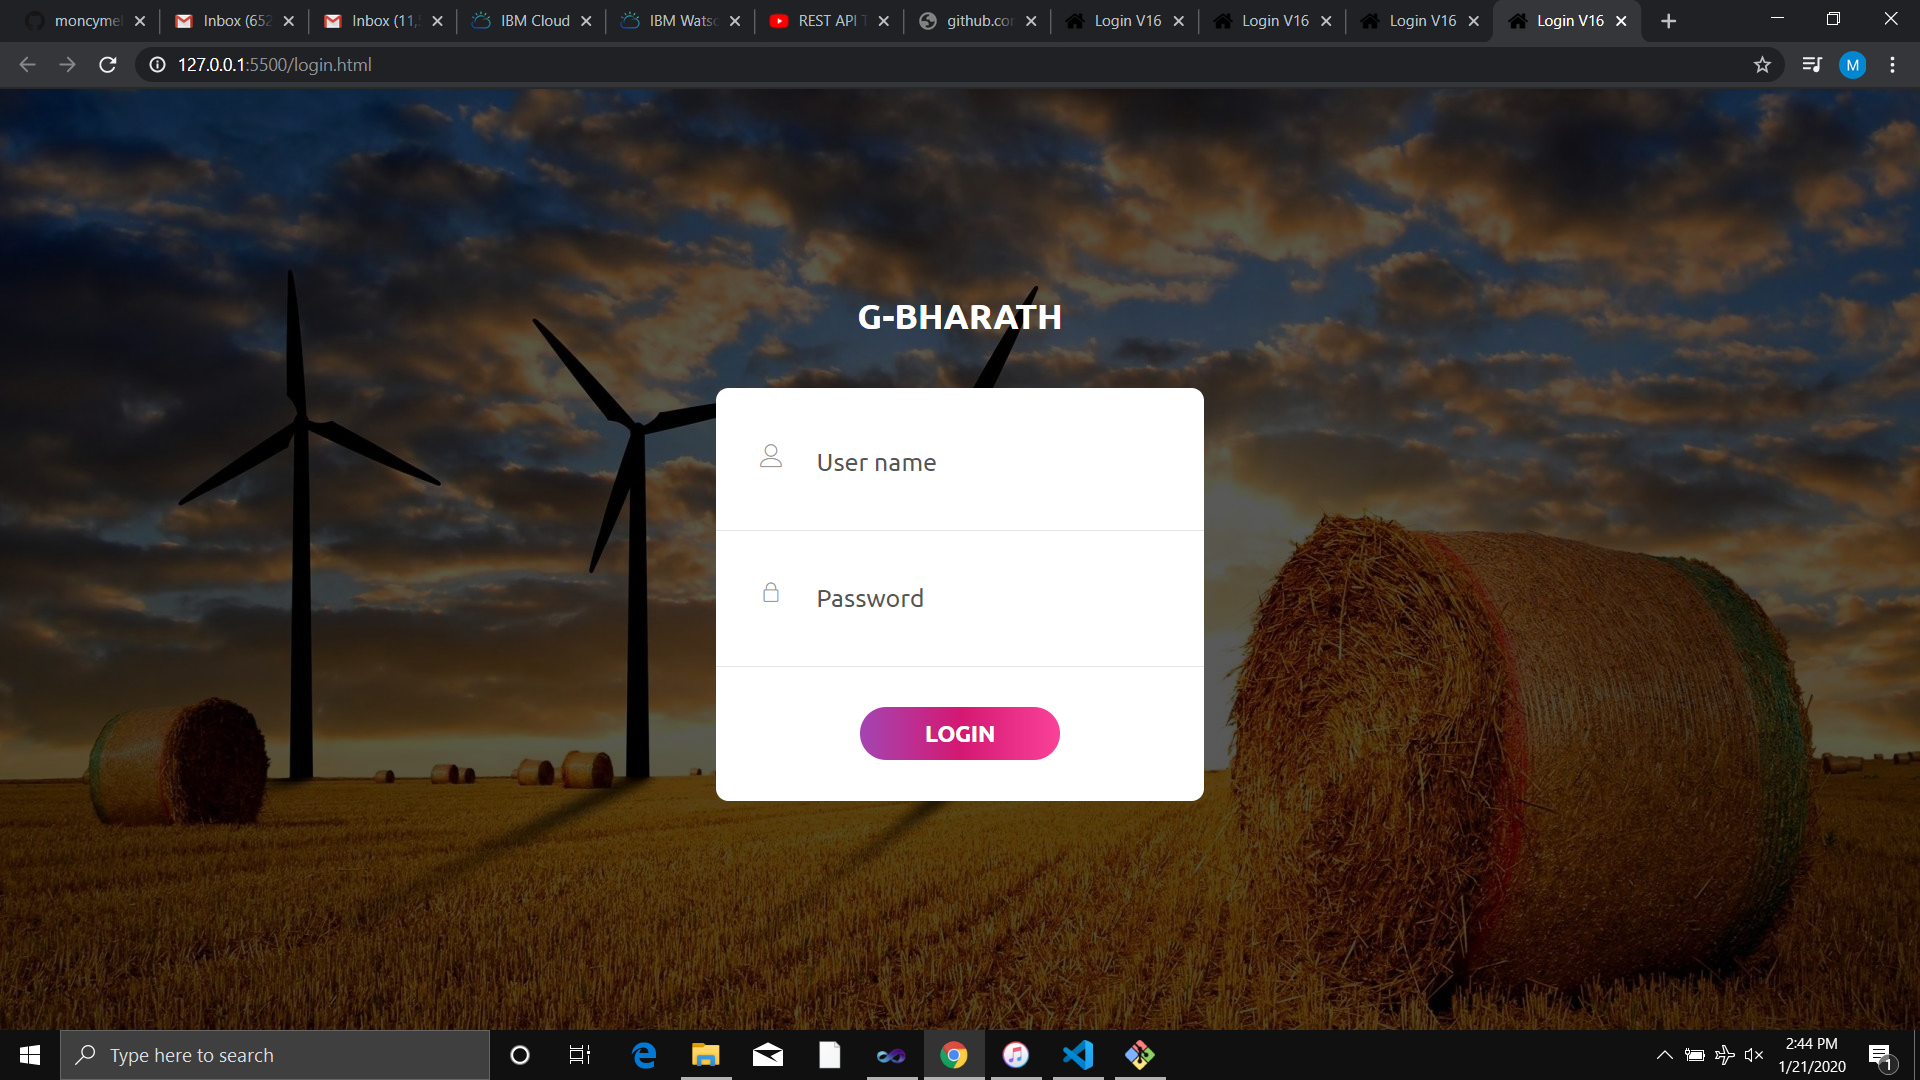 moncyme
Inbox (652
Inbox (11,
IBM Cloud
IBM Wats
REST API T
github.co
Login V16
Login V16
Login V16
Login V16
127.0.0.1:5500/login.html
M
G-BHARATH
User name
Password
LOGIN
Type here to search
2:44 PM
1/21/2020
1